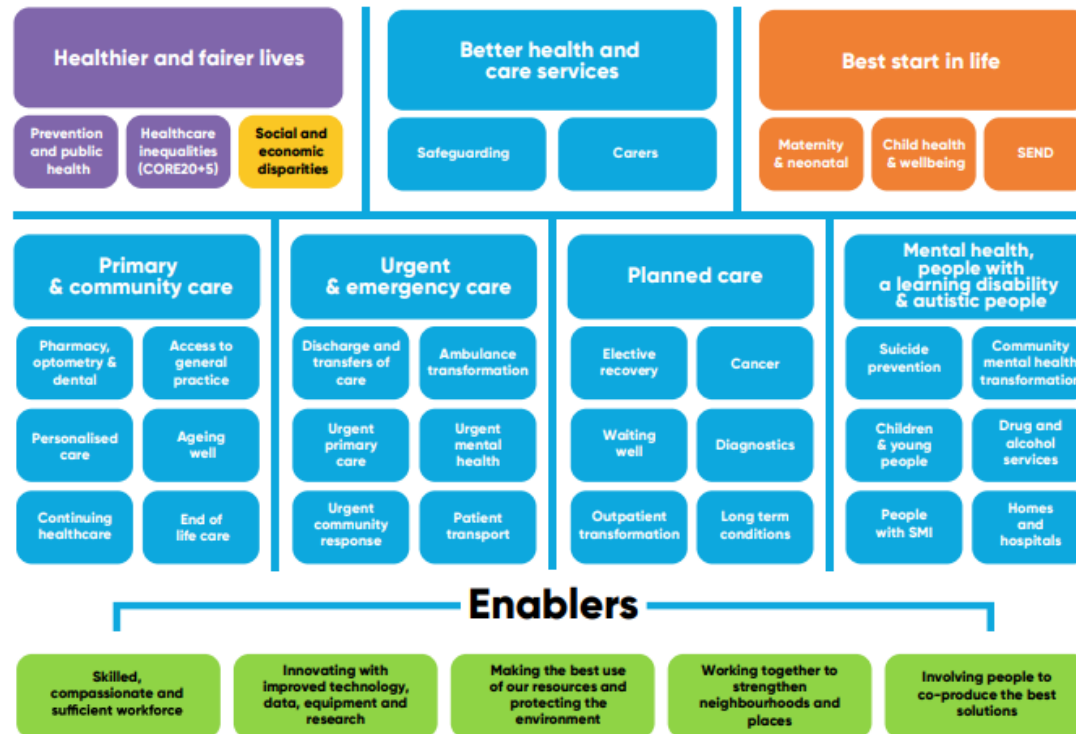 Healthier and fairer lives
Prevention
and public
health
Healthcare
inequalities
(CORE20+5)
Social and
economic
disparities
Better health and
care services
Safeguarding
Carers
Best start in life
Maternity
& neonatal
Child health
& wellbeing
SEND
Primary
& community care
Pharmacy,
optometry &
dental
Access to
general
practice
Personalised
care
Ageing
well
Continuing
healthcare
End of
life care
Urgent
& emergency care
Discharge and
transfers of
care
Ambulance
transformation
Urgent
primary
care
Urgent
mental
health
Urgent
community
response
Patient
transport
Planned care
Elective
recovery
Cancer
Waiting
well
Diagnostics
Outpatient
transformation
Long term
conditions
Mental health,
people with
a learning disability
& autistic people
Suicide
prevention
Community
mental health
transformation
Children
& young
people
Drug and
alcohol
services
People
with SMI
Homes
and
hospitals
Enablers
Skilled,
compassionate and
sufficient workforce
Innovating with
improved technology,
data, equipment and
research
Making the best use
of our resources and
protecting the
environment
Working together to
strengthen
neighbourhoods and
places
Involving people to
co-produce the best
solutions